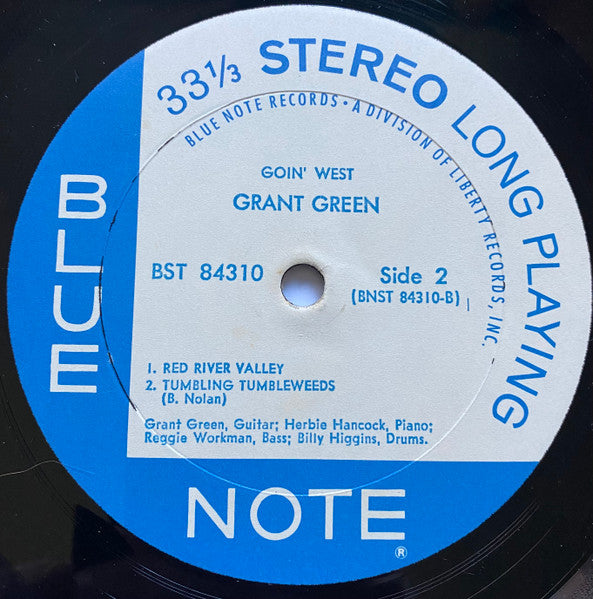 33⅓ STEREO LONG PLAYING
BLUE NOTE RECORDS • A DIVISION OF LIBERTY RECORDS, INC.
GOIN' WEST
GRANT GREEN
BST 84310
Side 2
(BNST 84310-B)
1. RED RIVER VALLEY
2. TUMBLING TUMBLEWEEDS
(B. Nolan)
Grant Green, Guitar; Herbie Hancock, Piano;
Reggie Workman, Bass; Billy Higgins, Drums.
BLUE
NOTE
®